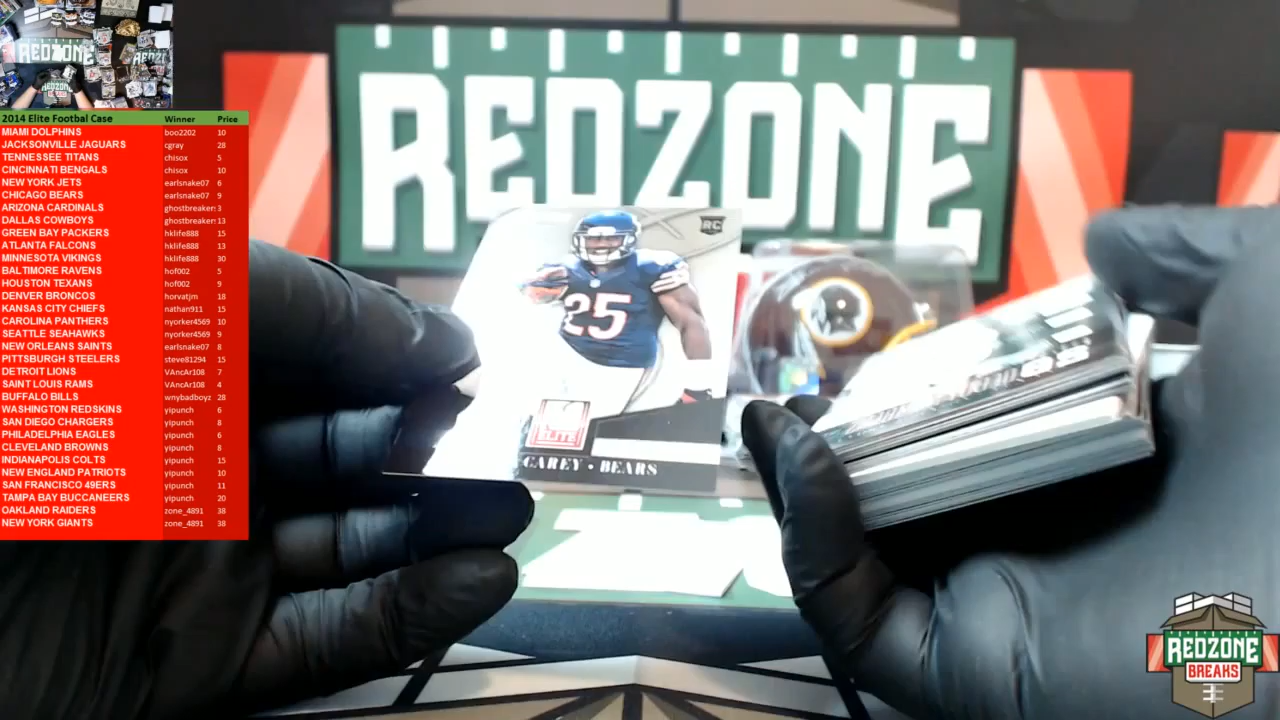 REDZONE
2014 Elite Footbal Case Winner Price
MIAMI DOLPHINS boo2202 10
JACKSONVILLE JAGUARS cgray 28
TENNESSEE TITANS chisox 5
CINCINNATI BENGALS chisox 10
NEW YORK JETS earlsnake07 6
CHICAGO BEARS earlsnake07 9
ARIZONA CARDINALS ghostbreaker 3
DALLAS COWBOYS ghostbreaker 13
GREEN BAY PACKERS hklife888 15
ATLANTA FALCONS hklife888 13
MINNESOTA VIKINGS hklife888 30
BALTIMORE RAVENS hof002 5
HOUSTON TEXANS hof002 9
DENVER BRONCOS horvatjm 18
KANSAS CITY CHIEFS nathan911 15
CAROLINA PANTHERS nyorker4569 10
SEATTLE SEAHAWKS nyorker4569 9
NEW ORLEANS SAINTS earlsnake07 8
PITTSBURGH STEELERS steve81294 15
DETROIT LIONS VAncAr108 7
SAINT LOUIS RAMS VAncAr108 4
BUFFALO BILLS wnybadboyz 28
WASHINGTON REDSKINS yipunch 6
SAN DIEGO CHARGERS yipunch 8
PHILADELPHIA EAGLES yipunch 6
CLEVELAND BROWNS yipunch 8
INDIANAPOLIS COLTS yipunch 15
NEW ENGLAND PATRIOTS yipunch 10
SAN FRANCISCO 49ERS yipunch 11
TAMPA BAY BUCCANEERS yipunch 20
OAKLAND RAIDERS zone_4891 38
NEW YORK GIANTS zone_4891 38
REDZONE
RC
25
ELITE
CAREY • BEARS
REDZONE
BREAKS